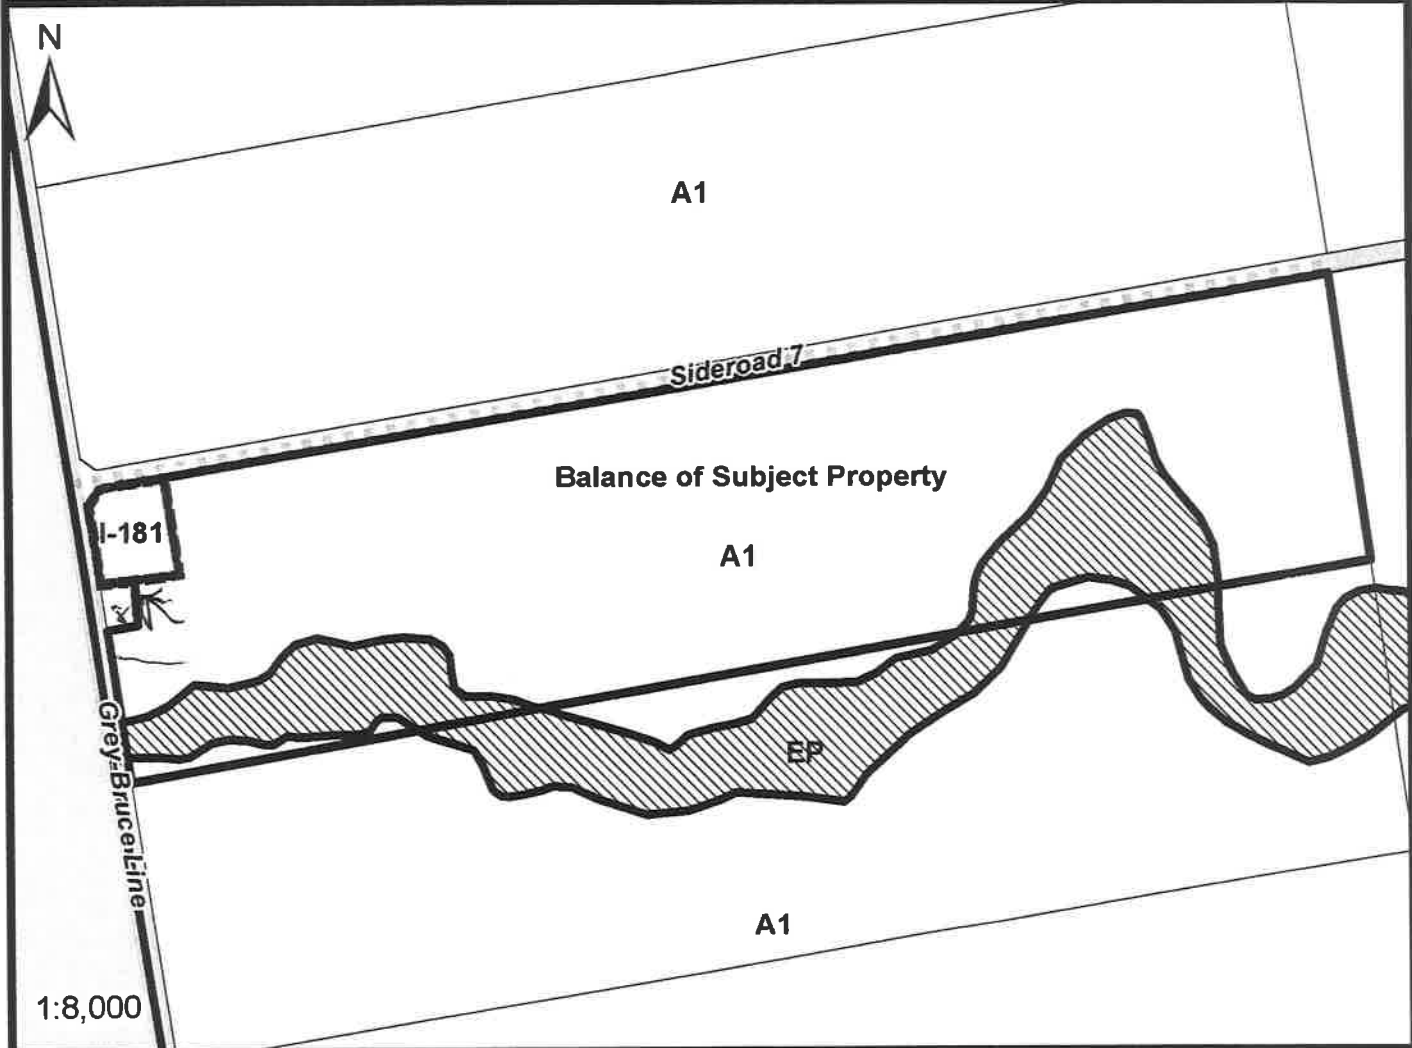 N
A1
Sideroad 7
Balance of Subject Property
I-181
A1
EP
Grey-Bruce Line
A1
1:8,000